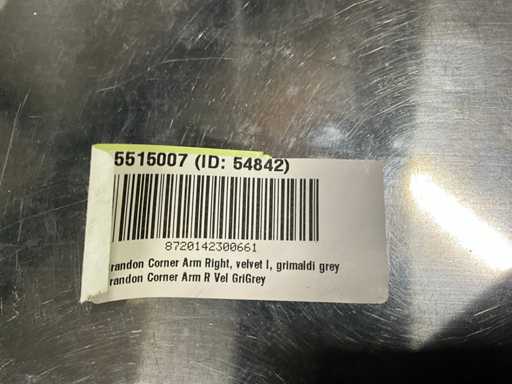 5515007 (ID: 54842)
8720142300661
randon Corner Arm Right, velvet I, grimaldi grey
randon Corner Arm R Vel GriGrey